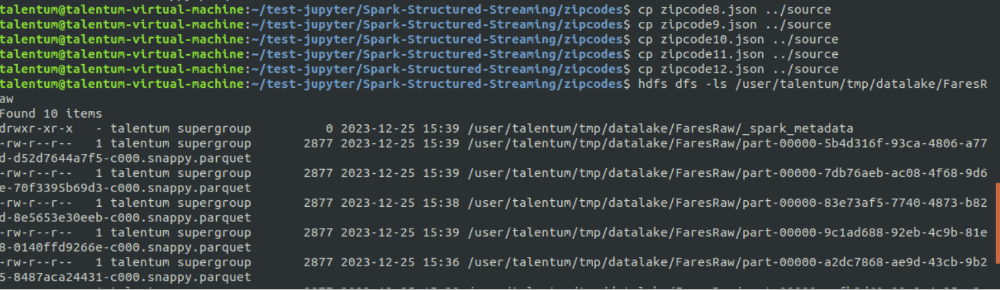 talentum@talentum-virtual-machine:~/test-jupyter/Spark-Structured-Streaming/zipcodes$ cp zipcode8.json ../source
talentum@talentum-virtual-machine:~/test-jupyter/Spark-Structured-Streaming/zipcodes$ cp zipcode9.json ../source
talentum@talentum-virtual-machine:~/test-jupyter/Spark-Structured-Streaming/zipcodes$ cp zipcode10.json ../source
talentum@talentum-virtual-machine:~/test-jupyter/Spark-Structured-Streaming/zipcodes$ cp zipcode11.json ../source
talentum@talentum-virtual-machine:~/test-jupyter/Spark-Structured-Streaming/zipcodes$ cp zipcode12.json ../source
talentum@talentum-virtual-machine:~/test-jupyter/Spark-Structured-Streaming/zipcodes$ hdfs dfs -ls /user/talentum/tmp/datalake/FaresR
aw
Found 10 items
drwxr-xr-x   - talentum supergroup          0 2023-12-25 15:39 /user/talentum/tmp/datalake/FaresRaw/_spark_metadata
-rw-r--r--   1 talentum supergroup       2877 2023-12-25 15:39 /user/talentum/tmp/datalake/FaresRaw/part-00000-5b4d316f-93ca-4806-a77
d-d52d7644a7f5-c000.snappy.parquet
-rw-r--r--   1 talentum supergroup       2877 2023-12-25 15:39 /user/talentum/tmp/datalake/FaresRaw/part-00000-7db76aeb-ac08-4f68-9d6
e-70f3395b69d3-c000.snappy.parquet
-rw-r--r--   1 talentum supergroup       2877 2023-12-25 15:38 /user/talentum/tmp/datalake/FaresRaw/part-00000-83e73af5-7740-4873-b82
d-8e5653e30eeb-c000.snappy.parquet
-rw-r--r--   1 talentum supergroup       2877 2023-12-25 15:39 /user/talentum/tmp/datalake/FaresRaw/part-00000-9c1ad688-92eb-4c9b-81e
8-0140ffd9266e-c000.snappy.parquet
-rw-r--r--   1 talentum supergroup       2877 2023-12-25 15:36 /user/talentum/tmp/datalake/FaresRaw/part-00000-a2dc7868-ae9d-43cb-9b2
5-8487aca24431-c000.snappy.parquet